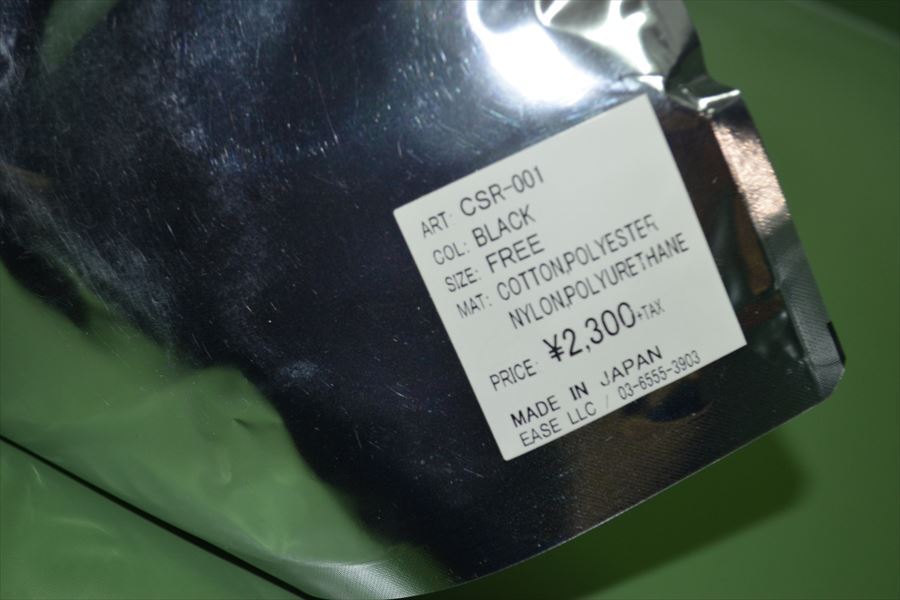 ART: CSR-001
COL: BLACK
SIZE: FREE
MAT: COTTON,POLYESTER
NYLON,POLYURETHANE
PRICE: ¥2,300+TAX
MADE IN JAPAN
EASE LLC / 03-6555-3903